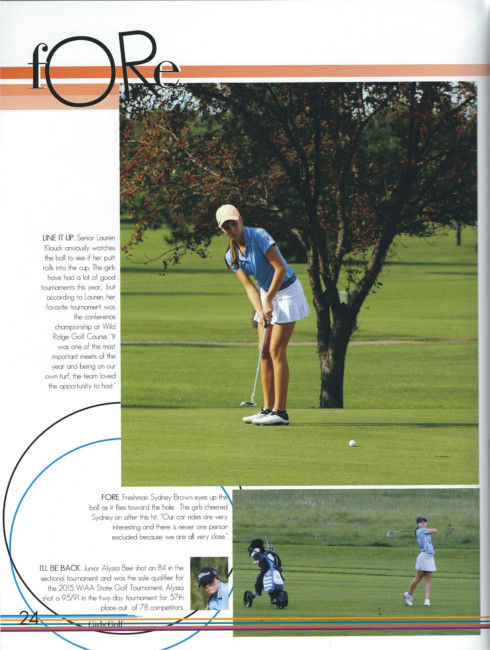 fORe
LINE IT UP. Senior Lauren
Klauck anxiously watches
the ball to see if her putt
rolls into the cup. The girls
have had a lot of good
tournaments this year, but
according to Lauren, her
favorite tournament was
the conference
championship at Wild
Ridge Golf Course. "It
was one of the most
important meets of the
year and being on our
own turf, the team loved
the opportunity to host."
FORE. Freshman Sydney Brown eyes up the
ball as it flies toward the hole. The girls cheered
Sydney on after this hit. "Our car rides are very
interesting and there is never one person
excluded because we are all very close."
I'LL BE BACK. Junior Alyssa Bee shot an 84 in the
sectional tournament and was the sole qualifier for
the 2015 WIAA State Golf Tournament. Alyssa
shot a 95/91 in the two day tournament for 57th
place out of 78 competitors.
24
Girls Golf